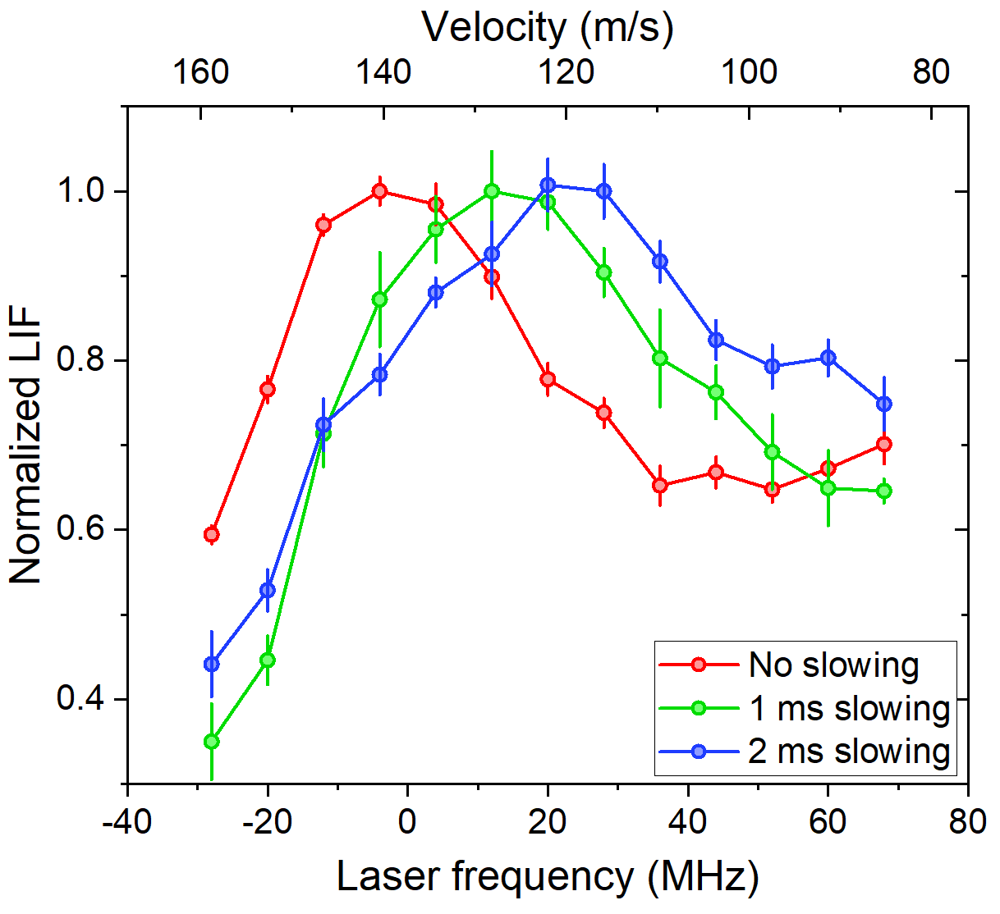 Velocity (m/s)
160 140 120 100 80
1.0
0.8
0.6
0.4
Normalized LIF
No slowing
1 ms slowing
2 ms slowing
-40 -20 0 20 40 60 80
Laser frequency (MHz)